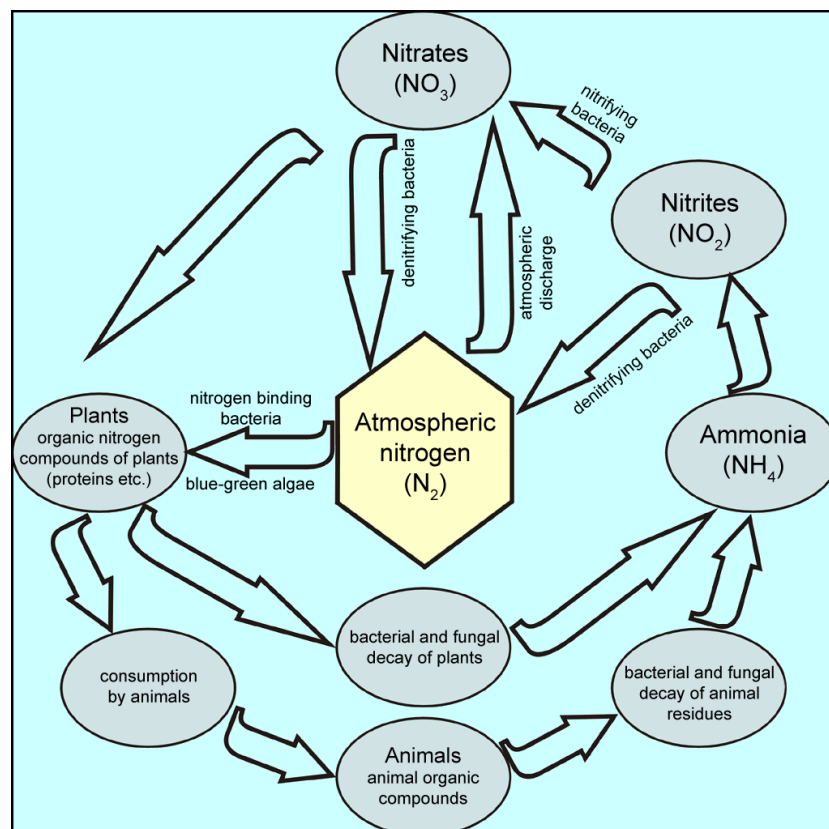 Nitrates
(NO₃)
nitrifying
bacteria
Nitrites
(NO₂)
denitrifying bacteria
atmospheric
discharge
denitrifying bacteria
nitrogen binding
bacteria
blue-green algae
Plants
organic nitrogen
compounds of plants
(proteins etc.)
Atmospheric
nitrogen
(N₂)
Ammonia
(NH₄)
bacterial and fungal
decay of plants
consumption
by animals
bacterial and fungal
decay of animal
residues
Animals
animal organic
compounds